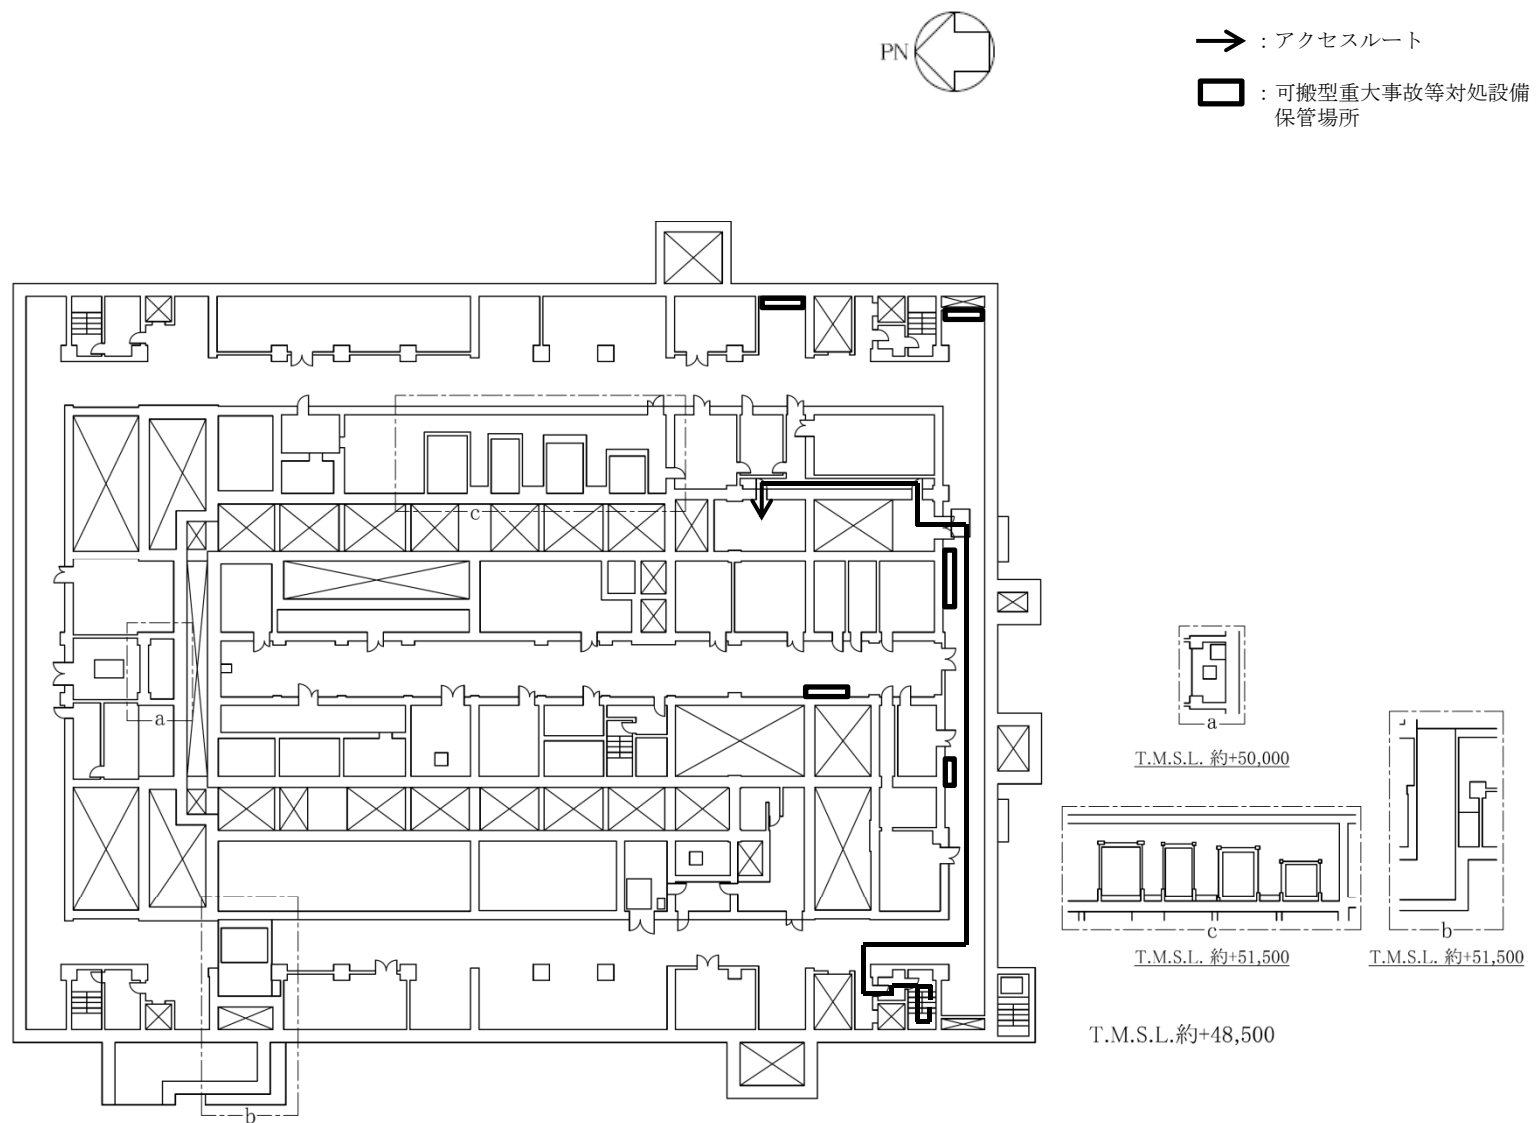 PN
：アクセスルート
：可搬型重大事故等対処設備
保管場所
c
a
b
a
T.M.S.L. 約+50,000
c
T.M.S.L. 約+51,500
b
T.M.S.L. 約+51,500
T.M.S.L.約+48,500